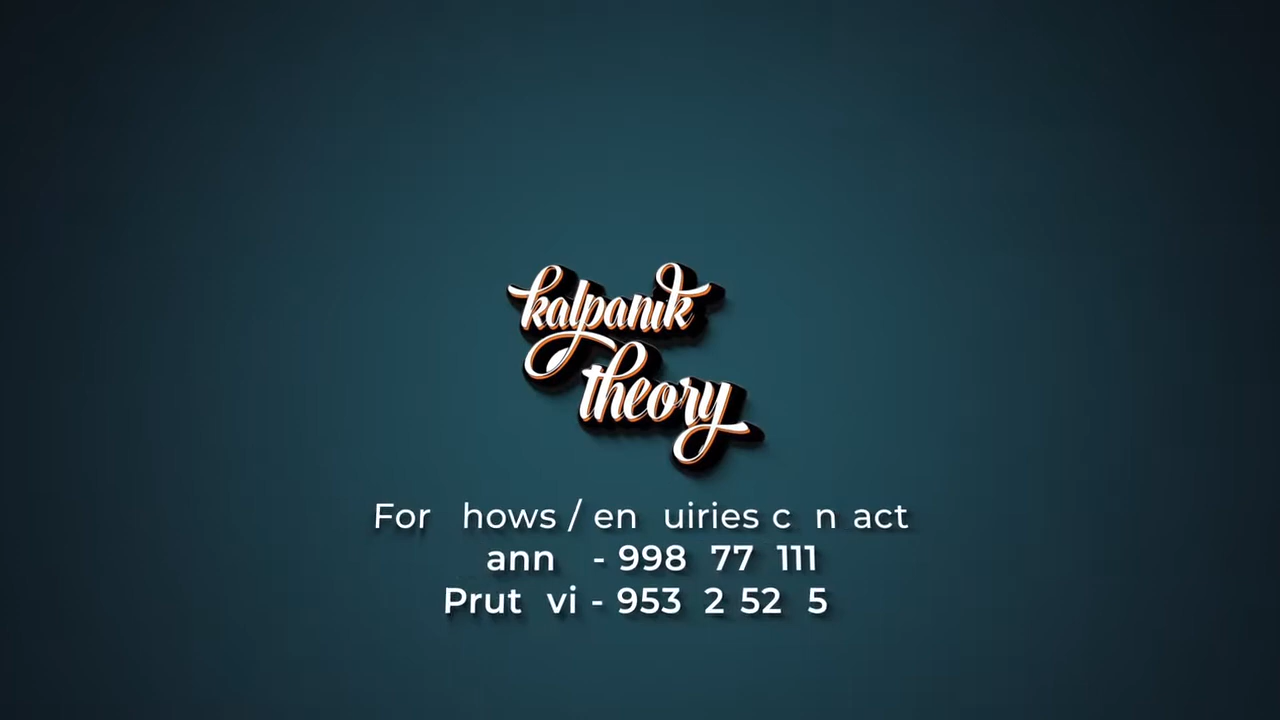 kalpanik
theory
For hows / en uiries c n act
ann - 998 77 111
Prut vi - 953 2 52 5